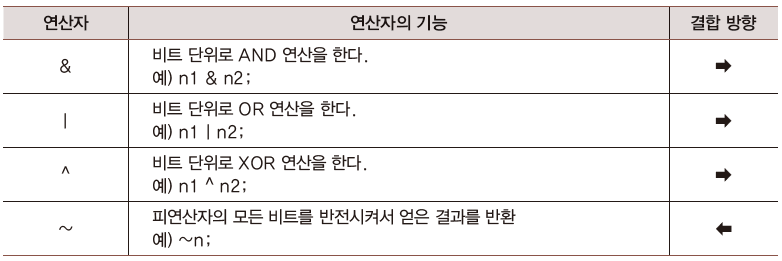 연산자 연산자의 기능 결합 방향
& 비트 단위로 AND 연산을 한다. ➡
예) n1 & n2;
| 비트 단위로 OR 연산을 한다. ➡
예) n1 | n2;
^ 비트 단위로 XOR 연산을 한다. ➡
예) n1 ^ n2;
~ 피연산자의 모든 비트를 반전시켜서 얻은 결과를 반환 ⬅
예) ~n;